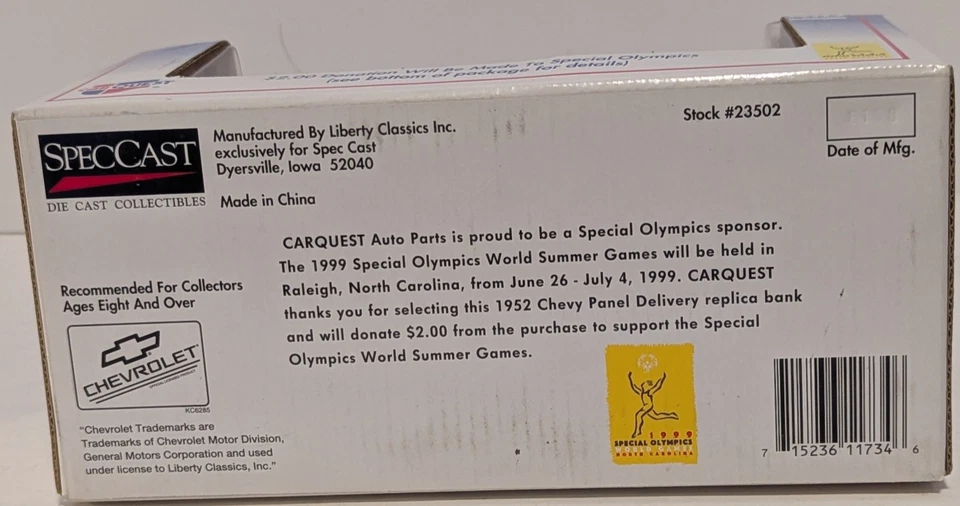 $2.00 Donation Will Be Made To Special Olympics
(see bottom of package for details)
SPECCAST
DIE CAST COLLECTIBLES
Manufactured By Liberty Classics Inc.
exclusively for Spec Cast
Dyersville, Iowa 52040
Made in China
Stock #23502
Date of Mfg.
CARQUEST Auto Parts is proud to be a Special Olympics sponsor.
The 1999 Special Olympics World Summer Games will be held in
Raleigh, North Carolina, from June 26 - July 4, 1999. CARQUEST
thanks you for selecting this 1952 Chevy Panel Delivery replica bank
and will donate $2.00 from the purchase to support the Special
Olympics World Summer Games.
Recommended For Collectors
Ages Eight And Over
CHEVROLET
KC6285
"Chevrolet Trademarks are
Trademarks of Chevrolet Motor Division,
General Motors Corporation and used
under license to Liberty Classics, Inc."
1999
SPECIAL OLYMPICS
NORTH CAROLINA
7 15236 11734 6